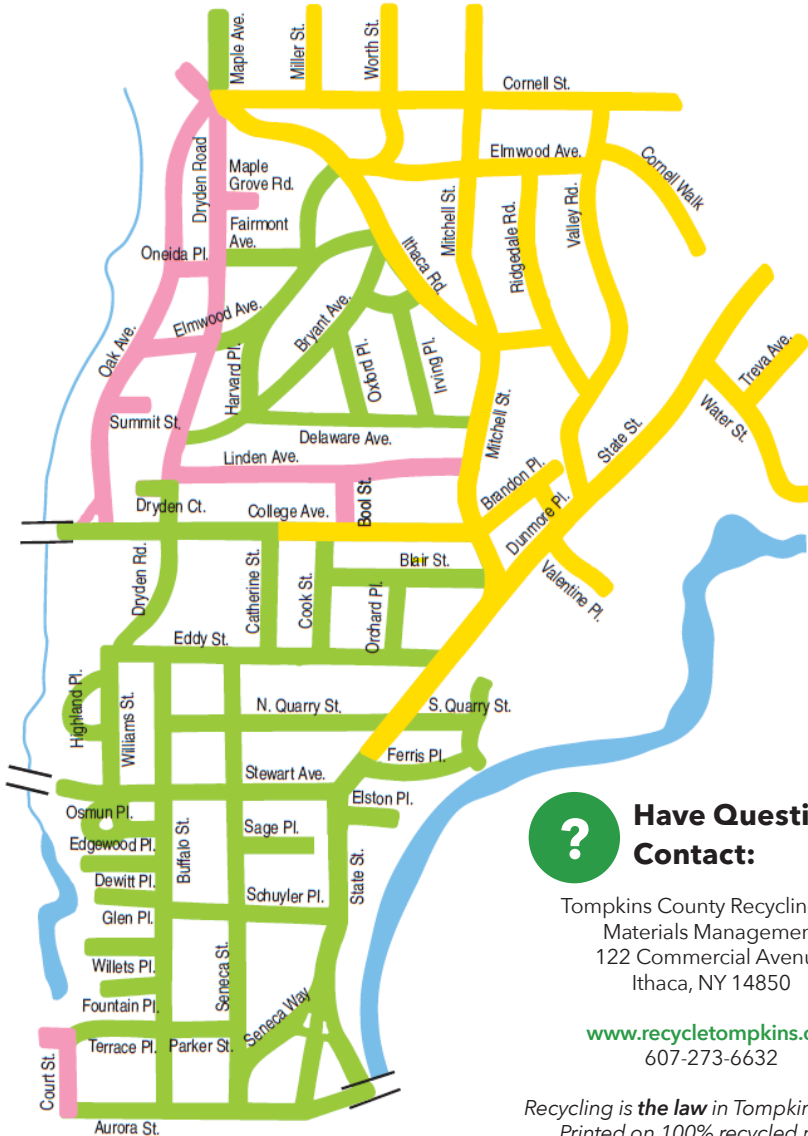 Maple Ave.
Miller St.
Worth St.
Cornell St.
Dryden Road
Maple
Grove Rd.
Elmwood Ave.
Cornell Walk
Fairmont
Ave.
Mitchell St.
Ridgedale Rd.
Valley Rd.
Oneida Pl.
Ithaca Rd.
Elmwood Ave.
Bryant Ave.
Oak Ave.
Harvard Pl.
Oxford Pl.
Irving Pl.
Treva Ave.
Water St.
Summit St.
Delaware Ave.
Mitchell St.
State St.
Linden Ave.
Brandon Pl.
Dryden Ct.
College Ave.
Bool St.
Dunmore Pl.
Dryden Rd.
Catherine St.
Cook St.
Blair St.
Orchard Pl.
Valentine Pl.
Eddy St.
Highland Pl.
Williams St.
N. Quarry St.
S. Quarry St.
Ferris Pl.
Stewart Ave.
Elston Pl.
Osmun Pl.
Buffalo St.
Sage Pl.
Edgewood Pl.
State St.
Dewitt Pl.
Schuyler Pl.
Glen Pl.
Seneca St.
Willets Pl.
Seneca Way
Fountain Pl.
Terrace Pl.
Parker St.
Court St.
Aurora St.
?
Have Questi
Contact:
Tompkins County Recyclin
Materials Managemen
122 Commercial Avenu
Ithaca, NY 14850
www.recycletompkins.o
607-273-6632
Recycling is the law in Tompkin
Printed on 100% recycled p